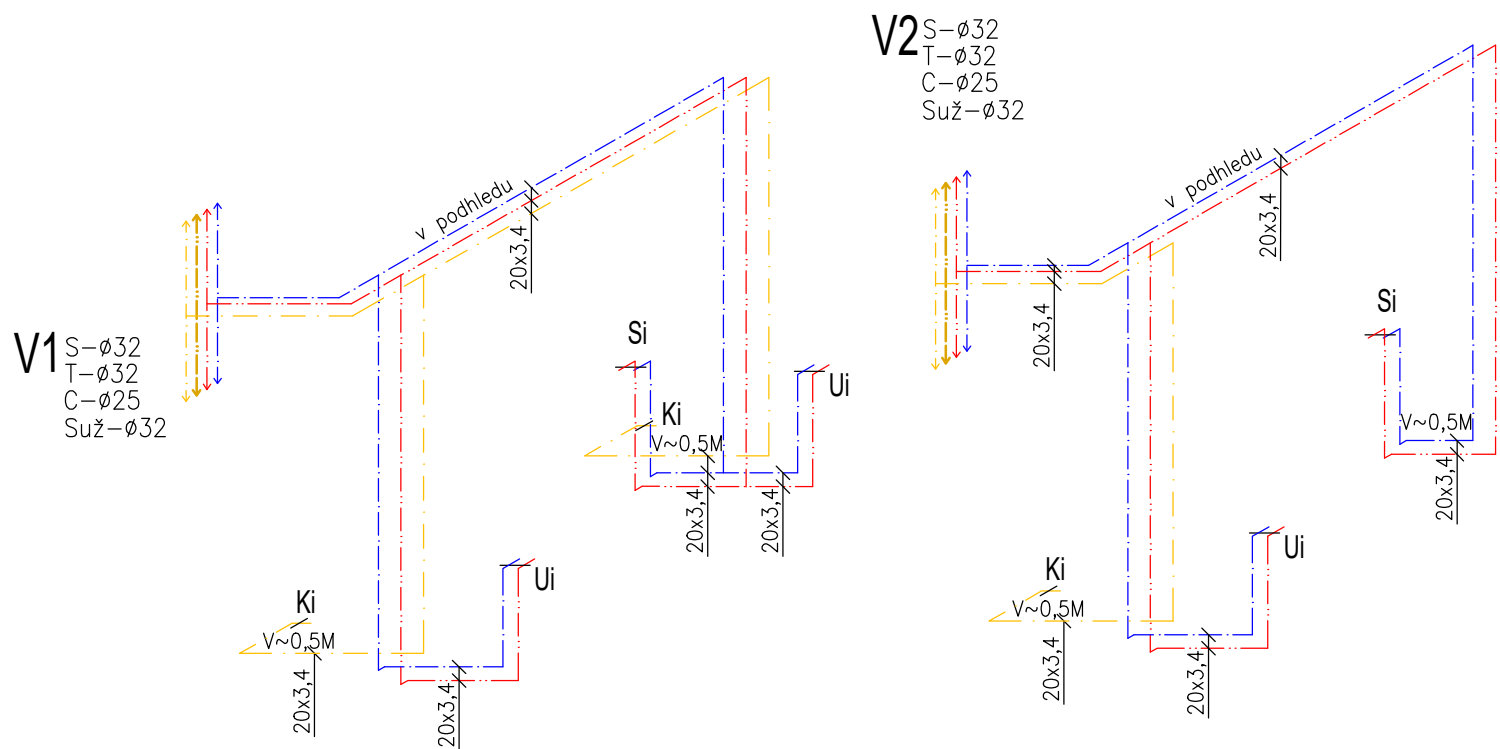 V1
S-ø32
T-ø32
C-ø25
Suž-ø32
v podhledu
20x3,4
Si
Ki
V~0,5M
Ui
20x3,4
20x3,4
Ki
V~0,5M
Ui
20x3,4
20x3,4
V2
S-ø32
T-ø32
C-ø25
Suž-ø32
v podhledu
20x3,4
20x3,4
Si
V~0,5M
20x3,4
Ki
V~0,5M
Ui
20x3,4
20x3,4